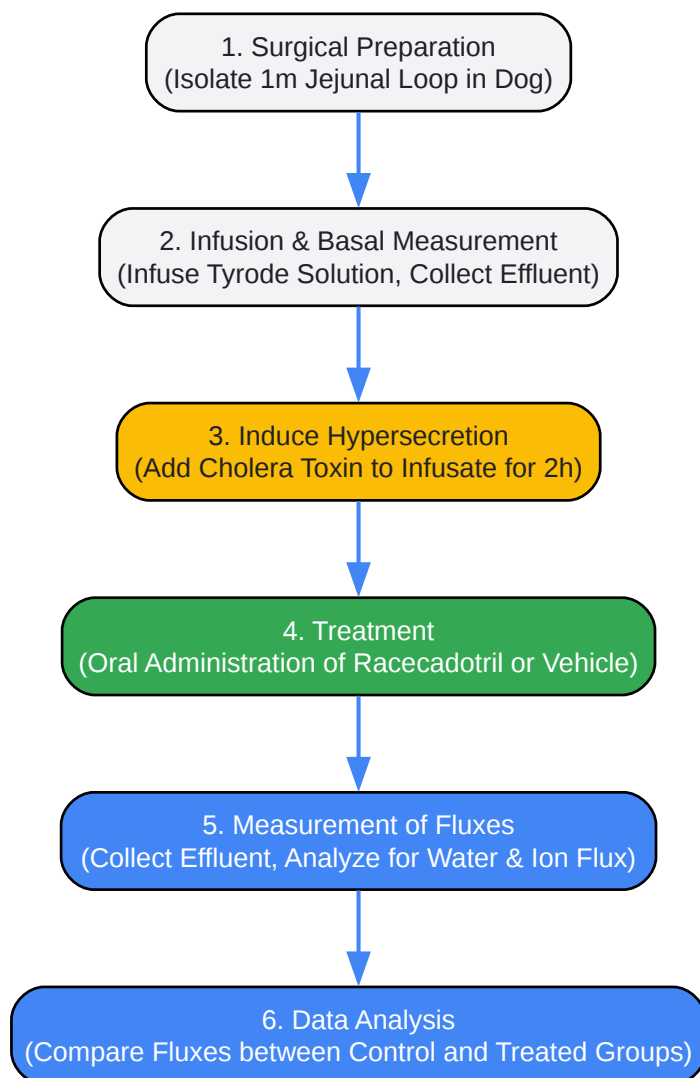 1. Surgical Preparation
(Isolate 1m Jejunal Loop in Dog)
2. Infusion & Basal Measurement
(Infuse Tyrode Solution, Collect Effluent)
3. Induce Hypersecretion
(Add Cholera Toxin to Infusate for 2h)
4. Treatment
(Oral Administration of Racecadotril or Vehicle)
5. Measurement of Fluxes
(Collect Effluent, Analyze for Water & Ion Flux)
6. Data Analysis
(Compare Fluxes between Control and Treated Groups)